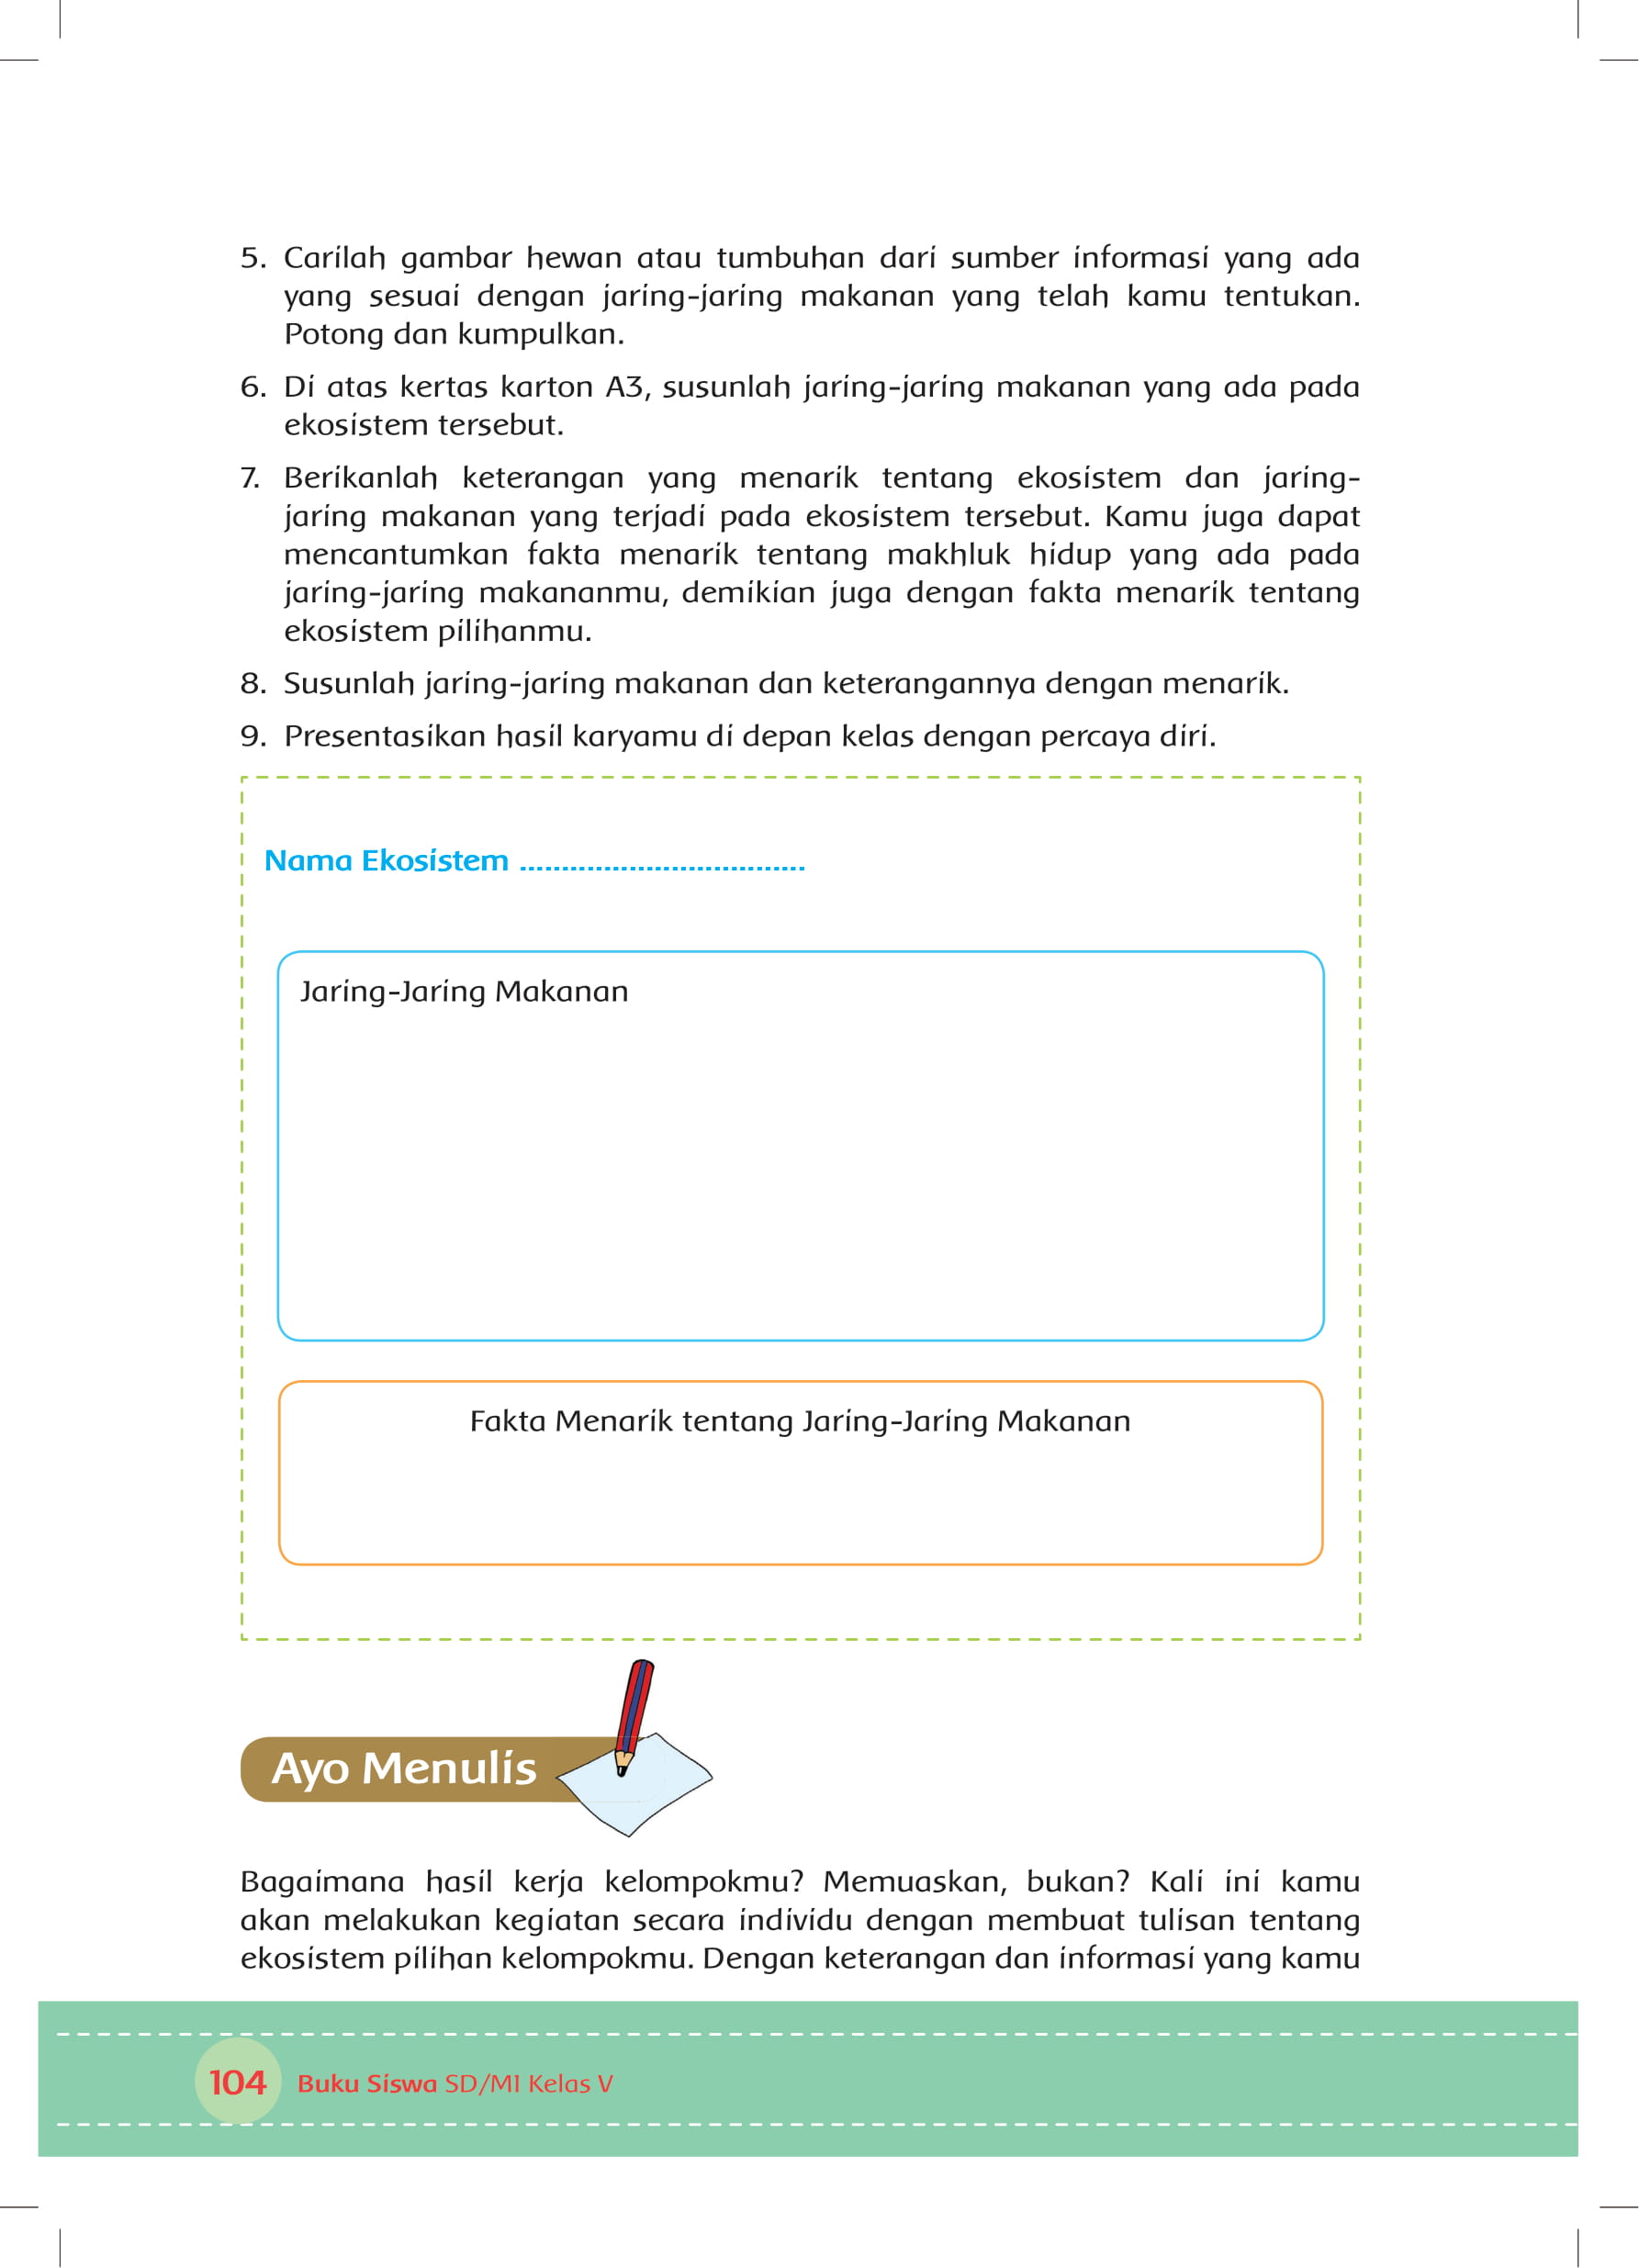 5. Carilah gambar hewan atau tumbuhan dari sumber informasi yang ada
yang sesuai dengan jaring-jaring makanan yang telah kamu tentukan.
Potong dan kumpulkan.
6. Di atas kertas karton A3, susunlah jaring-jaring makanan yang ada pada
ekosistem tersebut.
7. Berikanlah keterangan yang menarik tentang ekosistem dan jaring-
jaring makanan yang terjadi pada ekosistem tersebut. Kamu juga dapat
mencantumkan fakta menarik tentang makhluk hidup yang ada pada
jaring-jaring makananmu, demikian juga dengan fakta menarik tentang
ekosistem pilihanmu.
8. Susunlah jaring-jaring makanan dan keterangannya dengan menarik.
9. Presentasikan hasil karyamu di depan kelas dengan percaya diri.
Nama Ekosistem ..................................
Jaring-Jaring Makanan
Fakta Menarik tentang Jaring-Jaring Makanan
Ayo Menulis
Bagaimana hasil kerja kelompokmu? Memuaskan, bukan? Kali ini kamu
akan melakukan kegiatan secara individu dengan membuat tulisan tentang
ekosistem pilihan kelompokmu. Dengan keterangan dan informasi yang kamu
104 Buku Siswa SD/MI Kelas V